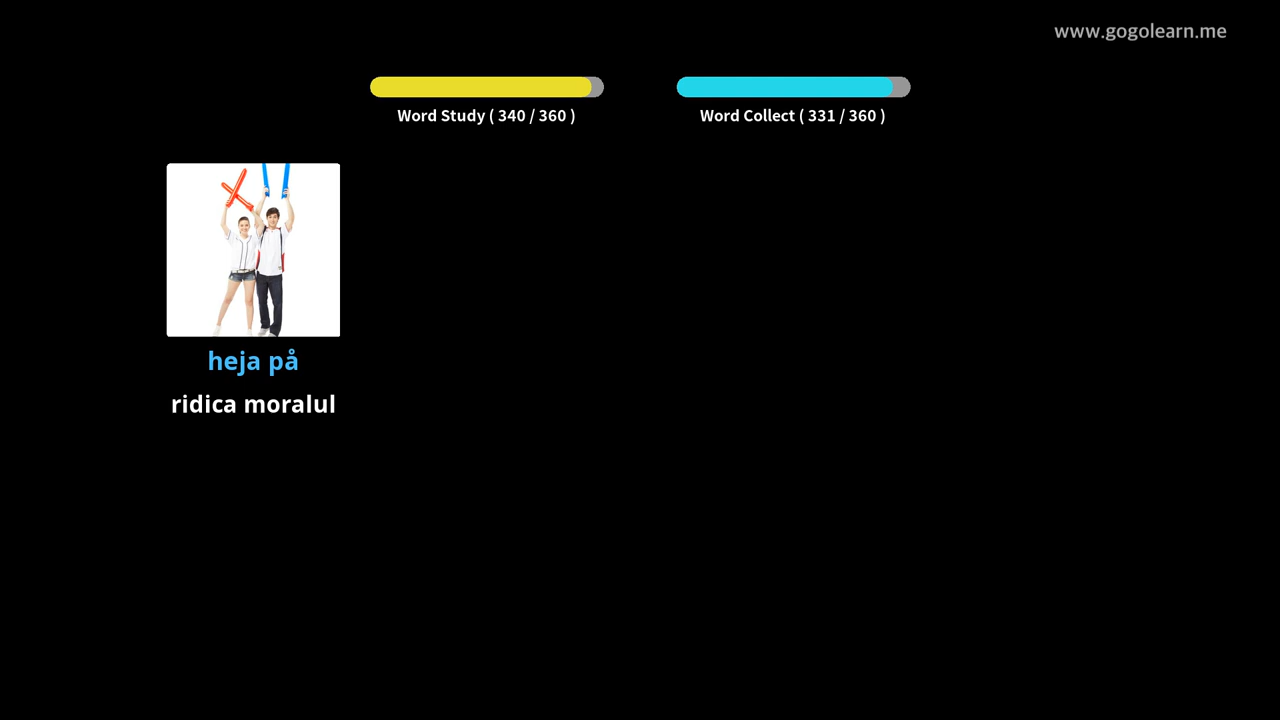 www.gogolearn.me
Word Study ( 340 / 360 )
Word Collect ( 331 / 360 )
heja på
ridica moralul